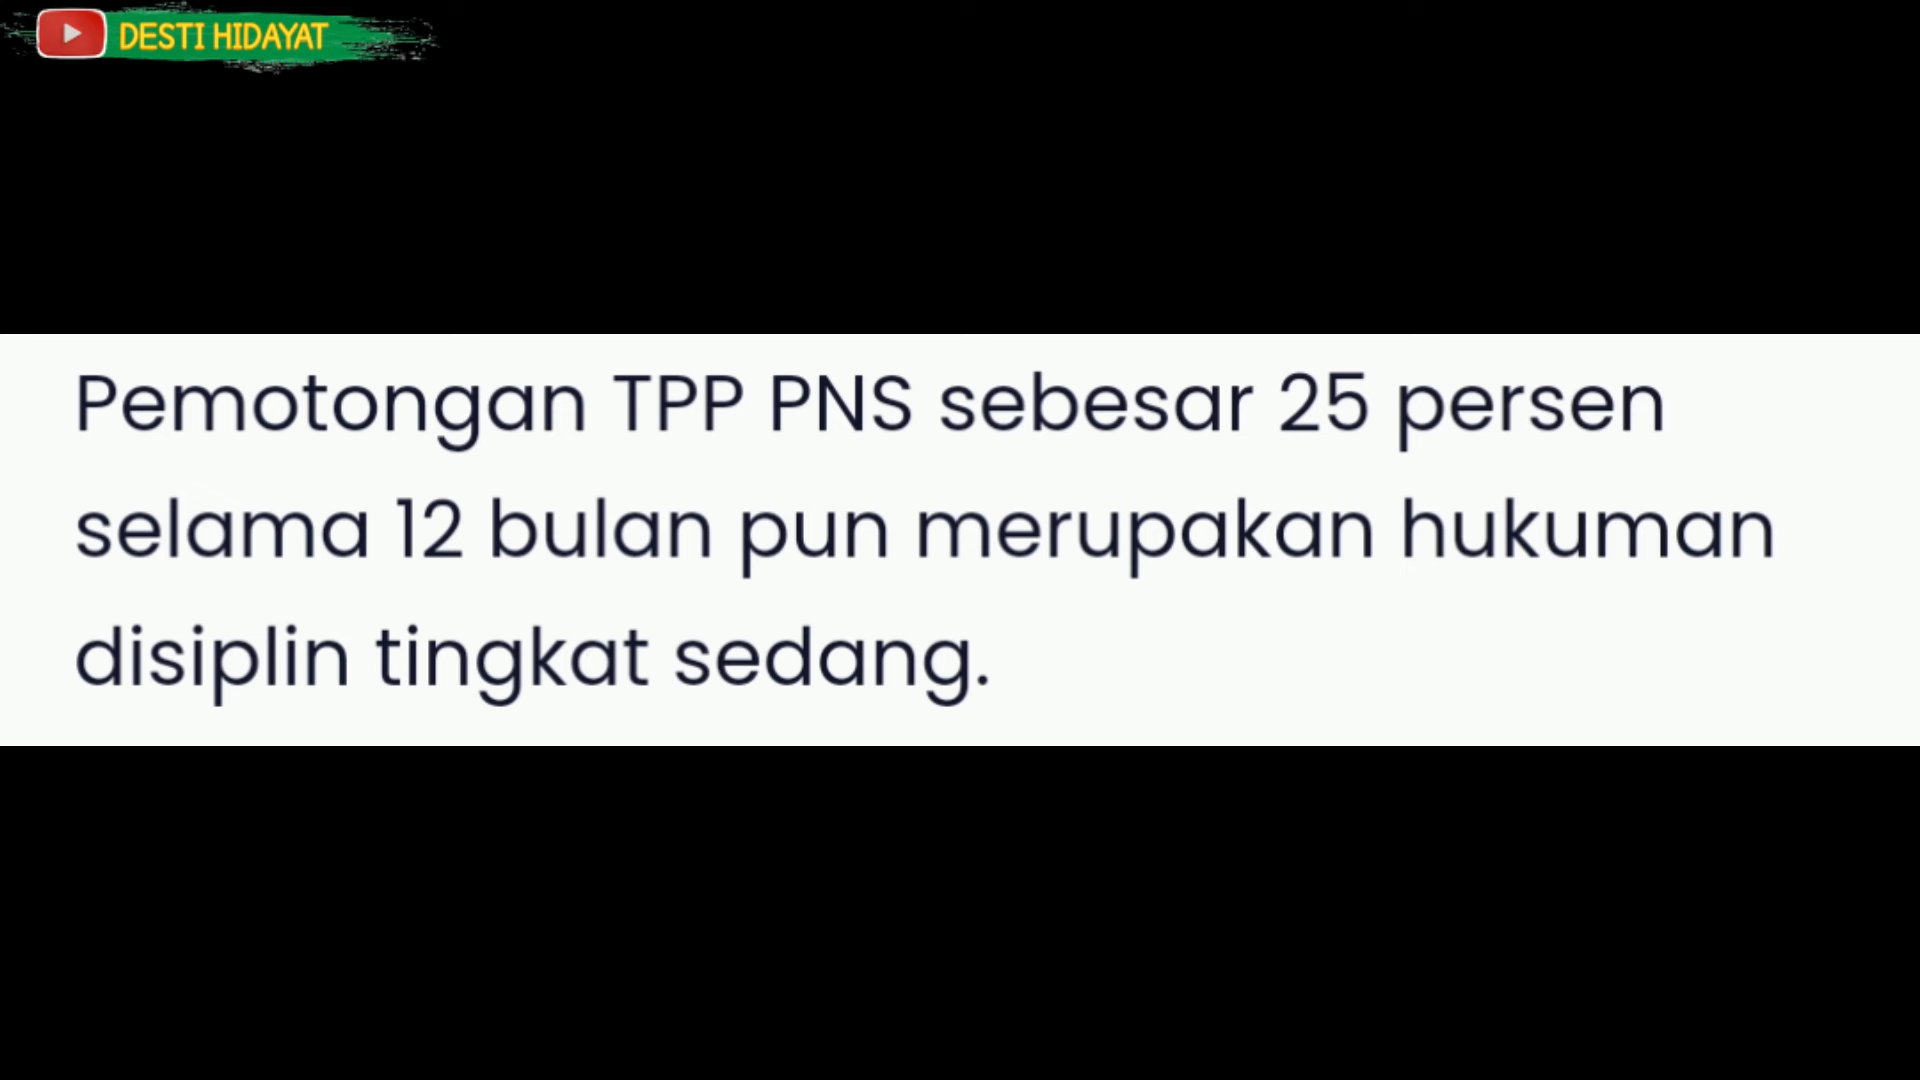 DESTI HIDAYAT
Pemotongan TPP PNS sebesar 25 persen
selama 12 bulan pun merupakan hukuman
disiplin tingkat sedang.